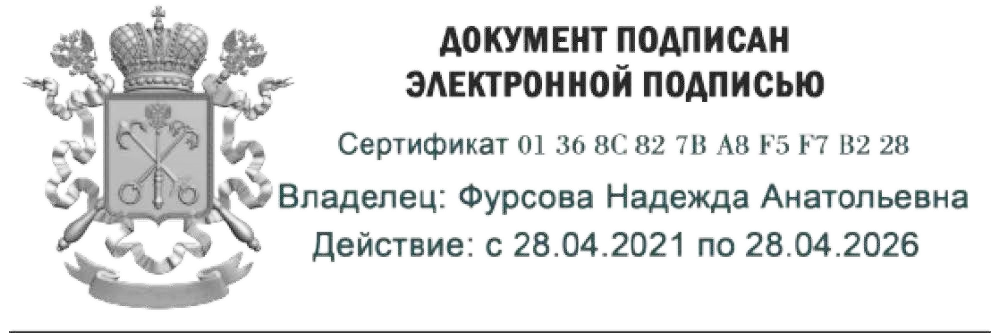 ДОКУМЕНТ ПОДПИСАН
ЭЛЕКТРОННОЙ ПОДПИСЬЮ
Сертификат 01 36 8C 82 7B A8 F5 F7 B2 28
Владелец: Фурсова Надежда Анатольевна
Действие: с 28.04.2021 по 28.04.2026